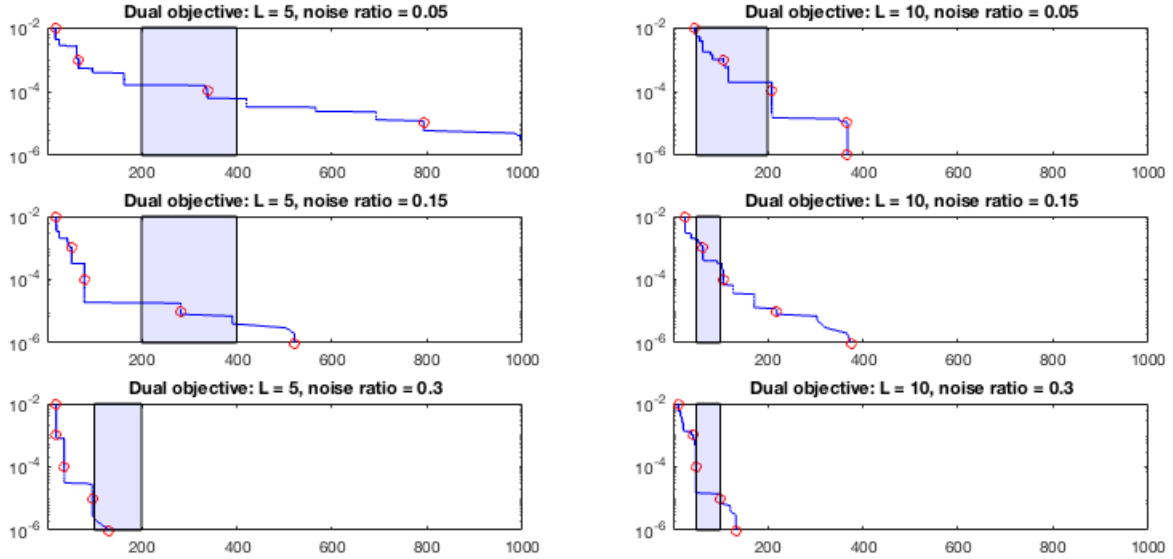 Dual objective: L = 5, noise ratio = 0.05
10^-2
10^-4
10^-6
200 400 600 800 1000
Dual objective: L = 10, noise ratio = 0.05
10^-2
10^-4
10^-6
200 400 600 800 1000
Dual objective: L = 5, noise ratio = 0.15
10^-2
10^-4
10^-6
200 400 600 800 1000
Dual objective: L = 10, noise ratio = 0.15
10^-2
10^-4
10^-6
200 400 600 800 1000
Dual objective: L = 5, noise ratio = 0.3
10^-2
10^-4
10^-6
200 400 600 800 1000
Dual objective: L = 10, noise ratio = 0.3
10^-2
10^-4
10^-6
200 400 600 800 1000